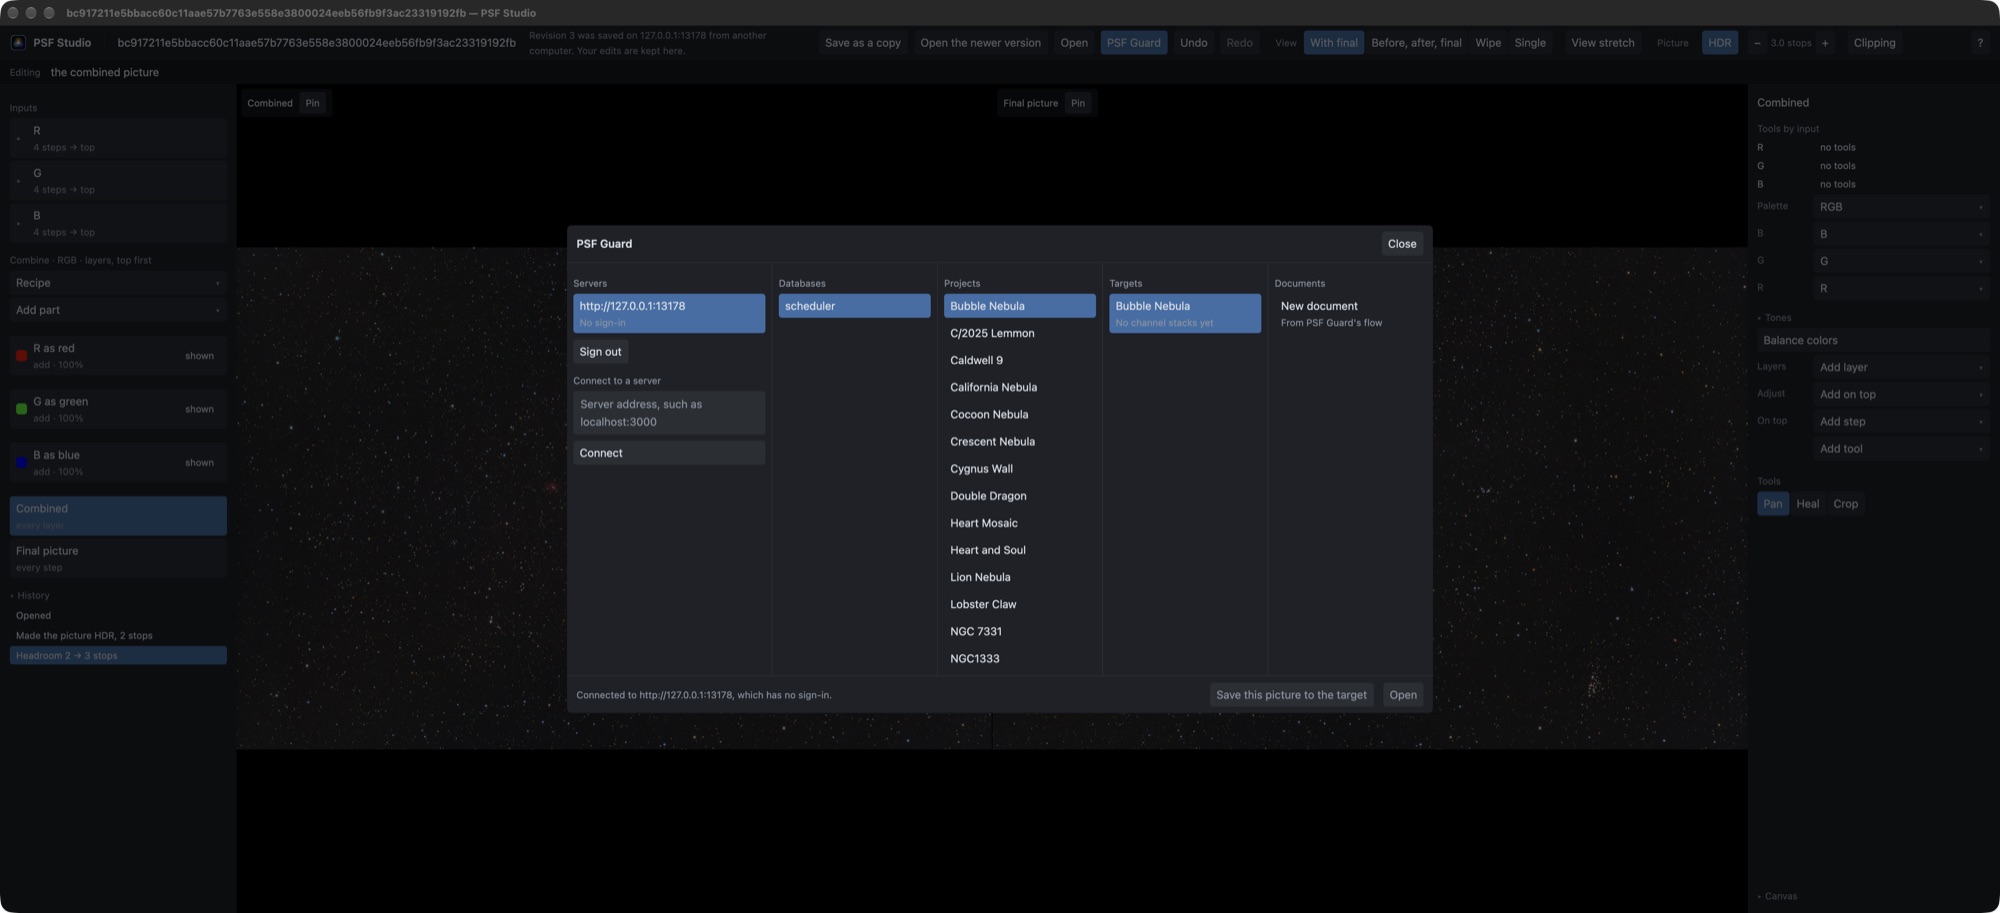 bc917211e5bbacc60c11aae57b7763e558e3800024eeb56fb9f3ac23319192fb — PSF Studio
PSF Studio
bc917211e5bbacc60c11aae57b7763e558e3800024eeb56fb9f3ac23319192fb
Revision 3 was saved on 127.0.0.1:13178 from another
computer. Your edits are kept here.
Save as a copy
Open the newer version
Open
PSF Guard
Undo
Redo
View
With final
Before, after, final
Wipe
Single
View stretch
Picture
HDR
− 3.0 stops +
Clipping
?
Editing the combined picture
Inputs
R
4 steps → top
G
4 steps → top
B
4 steps → top
Combine · RGB · layers, top first
Recipe
Add part
R as red
add · 100%
shown
G as green
add · 100%
shown
B as blue
add · 100%
shown
Combined
every layer
Final picture
every step
History
Opened
Made the picture HDR, 2 stops
Headroom 2 → 3 stops
Combined
Pin
Final picture
Pin
PSF Guard
Close
Servers
http://127.0.0.1:13178
No sign-in
Sign out
Connect to a server
Server address, such as
localhost:3000
Connect
Databases
scheduler
Projects
Bubble Nebula
C/2025 Lemmon
Caldwell 9
California Nebula
Cocoon Nebula
Crescent Nebula
Cygnus Wall
Double Dragon
Heart Mosaic
Heart and Soul
Lion Nebula
Lobster Claw
NGC 7331
NGC1333
Targets
Bubble Nebula
No channel stacks yet
Documents
New document
From PSF Guard's flow
Connected to http://127.0.0.1:13178, which has no sign-in.
Save this picture to the target
Open
Combined
Tools by input
R no tools
G no tools
B no tools
Palette RGB
B B
G G
R R
Tones
Balance colors
Layers Add layer
Adjust Add on top
On top Add step
Add tool
Tools
Pan
Heal
Crop
Canvas